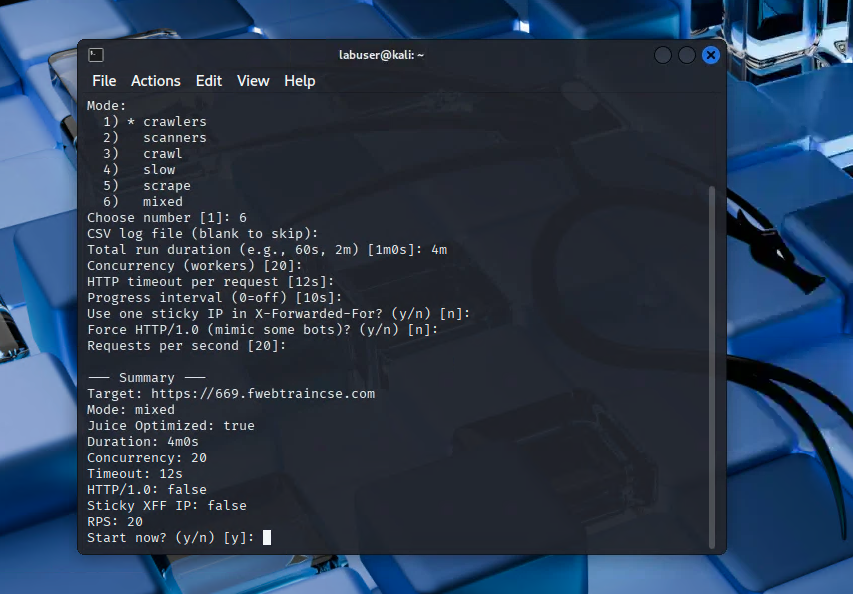 labuser@kali: ~
File Actions Edit View Help
Mode:
1) * crawlers
2) scanners
3) crawl
4) slow
5) scrape
6) mixed
Choose number [1]: 6
CSV log file (blank to skip):
Total run duration (e.g., 60s, 2m) [1m0s]: 4m
Concurrency (workers) [20]:
HTTP timeout per request [12s]:
Progress interval (0=off) [10s]:
Use one sticky IP in X-Forwarded-For? (y/n) [n]:
Force HTTP/1.0 (mimic some bots)? (y/n) [n]:
Requests per second [20]:
—— Summary ——
Target: https://669.fwebtraincse.com
Mode: mixed
Juice Optimized: true
Duration: 4m0s
Concurrency: 20
Timeout: 12s
HTTP/1.0: false
Sticky XFF IP: false
RPS: 20
Start now? (y/n) [y]: